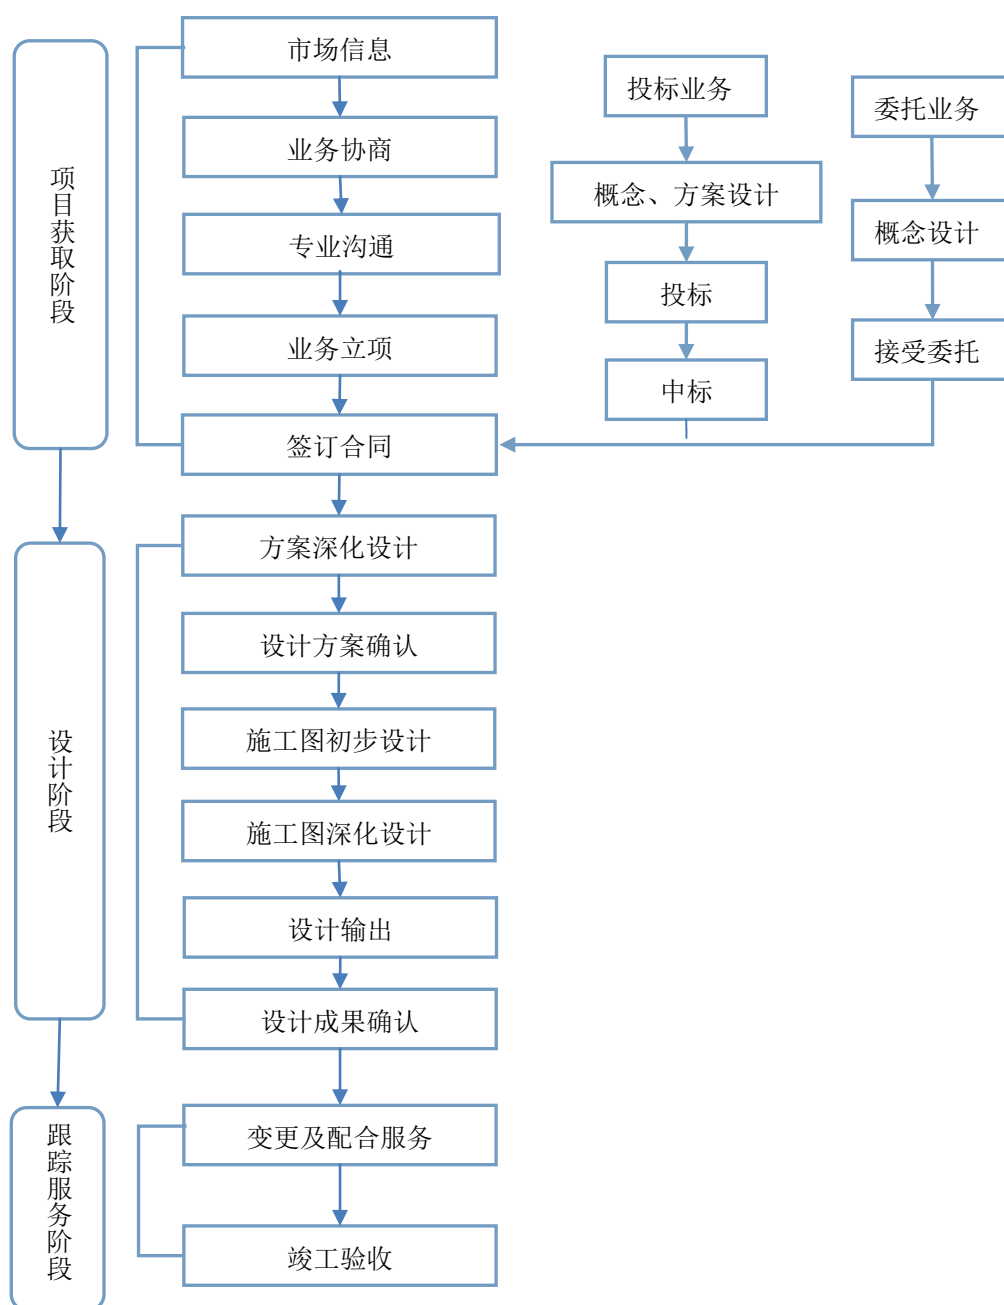 项目获取阶段
市场信息
业务协商
专业沟通
业务立项
签订合同
投标业务
概念、方案设计
投标
中标
委托业务
概念设计
接受委托
设计阶段
方案深化设计
设计方案确认
施工图初步设计
施工图深化设计
设计输出
设计成果确认
跟踪服务阶段
变更及配合服务
竣工验收